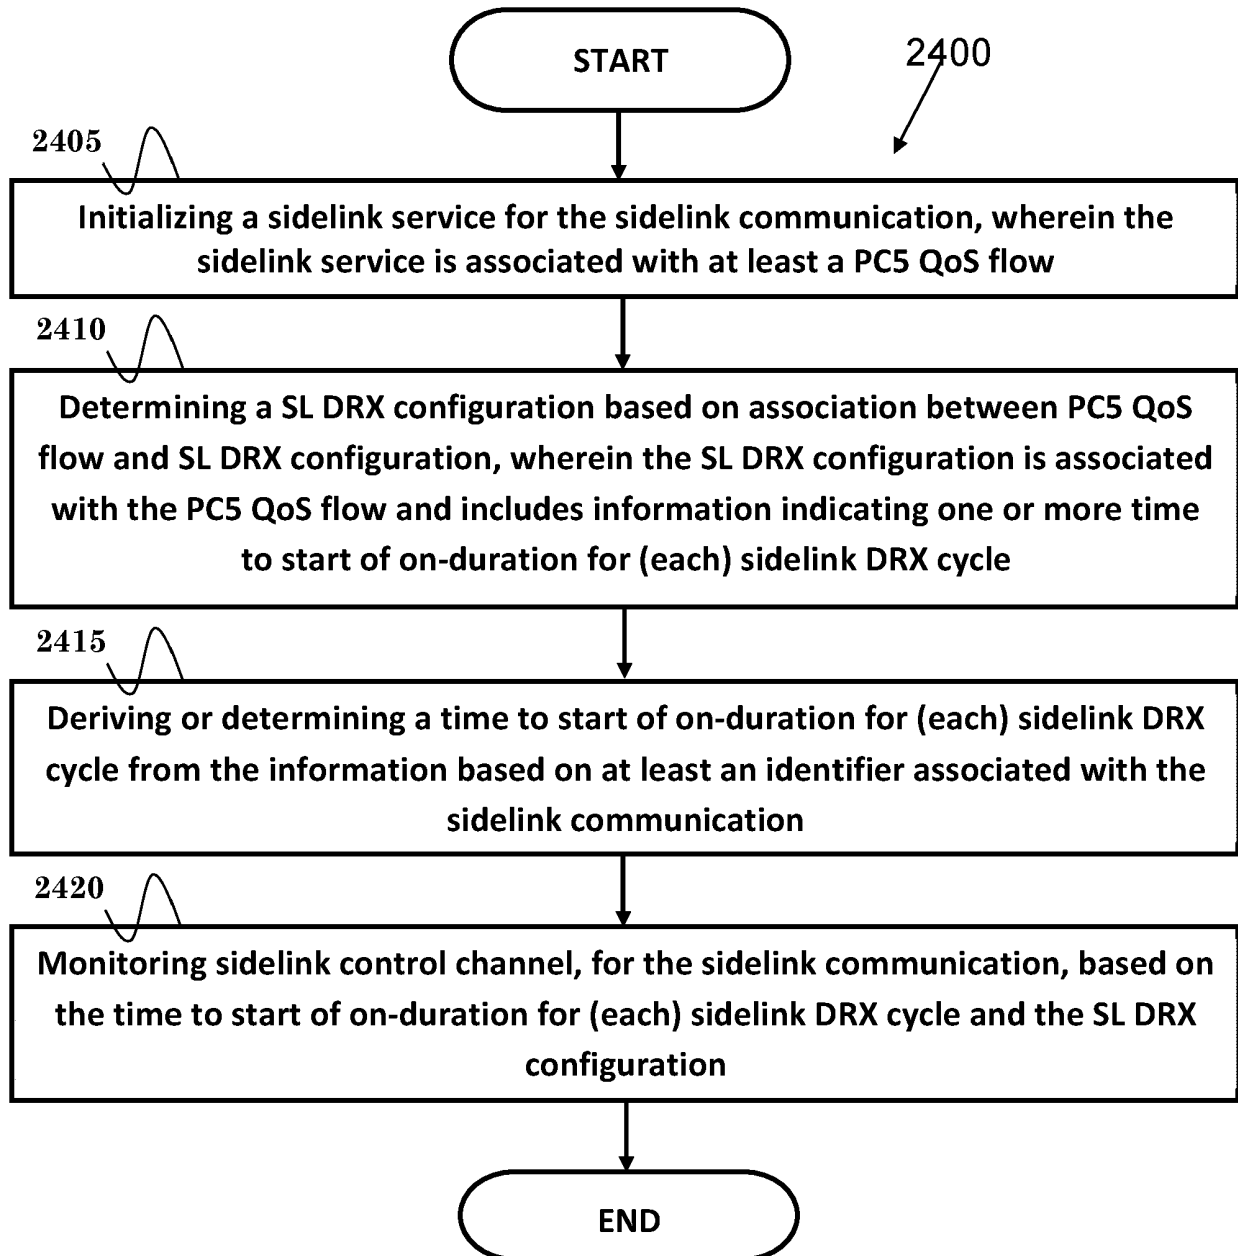 START
2400
2405
Initializing a sidelink service for the sidelink communication, wherein the
sidelink service is associated with at least a PC5 QoS flow
2410
Determining a SL DRX configuration based on association between PC5 QoS
flow and SL DRX configuration, wherein the SL DRX configuration is associated
with the PC5 QoS flow and includes information indicating one or more time
to start of on-duration for (each) sidelink DRX cycle
2415
Deriving or determining a time to start of on-duration for (each) sidelink DRX
cycle from the information based on at least an identifier associated with the
sidelink communication
2420
Monitoring sidelink control channel, for the sidelink communication, based on
the time to start of on-duration for (each) sidelink DRX cycle and the SL DRX
configuration
END